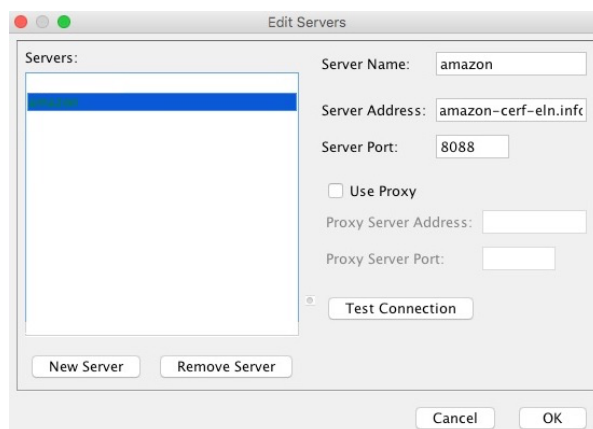 Edit Servers
Servers:
amazon
Server Name: amazon
Server Address: amazon-cerf-eln.infc
Server Port: 8088
Use Proxy
Proxy Server Address:
Proxy Server Port:
Test Connection
New Server Remove Server
Cancel OK